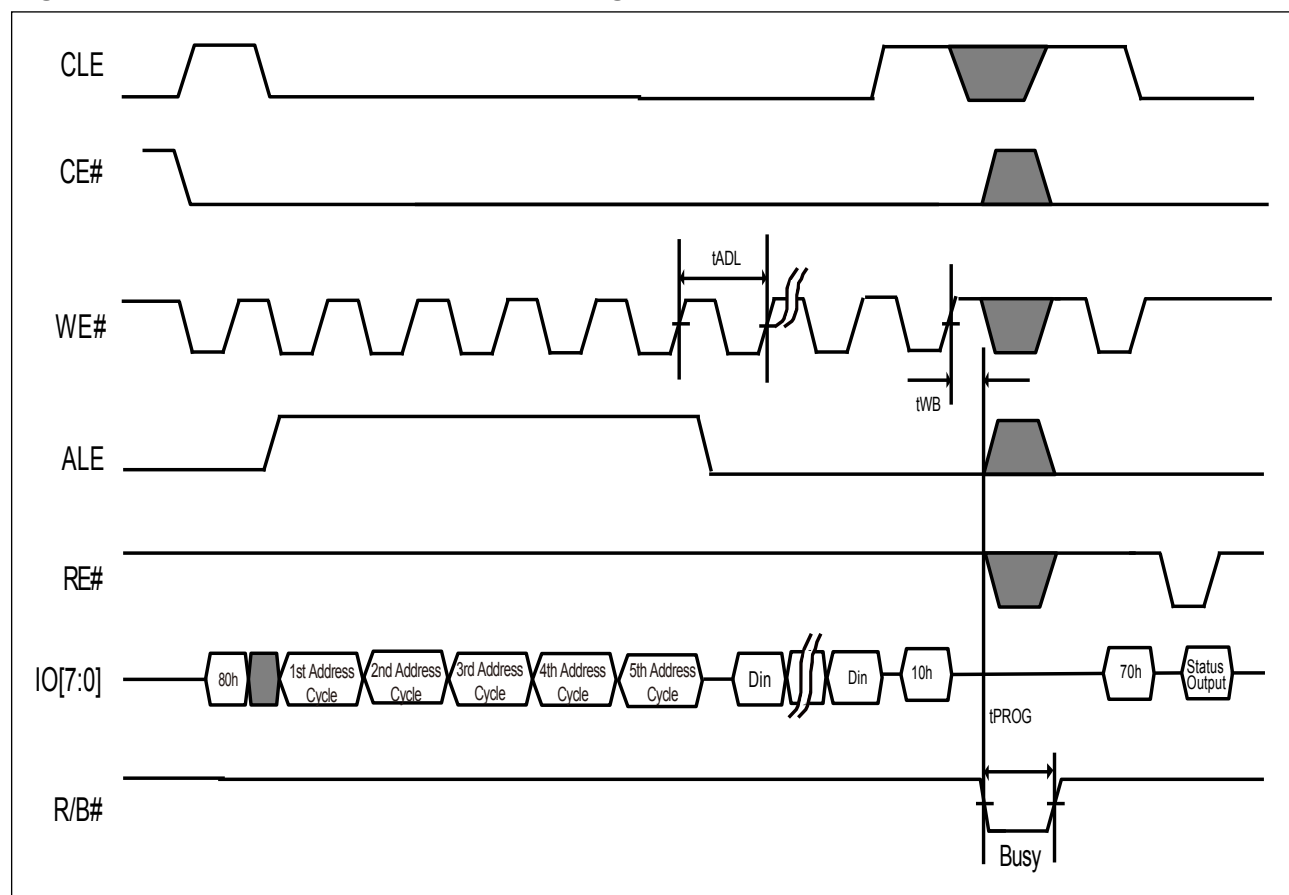 CLE
CE#
tADL
WE#
tWB
ALE
RE#
IO[7:0]
80h
1st Address
Cycle
2nd Address
Cycle
3rd Address
Cycle
4th Address
Cycle
5th Address
Cycle
Din
Din
10h
70h
Status
Output
tPROG
R/B#
Busy